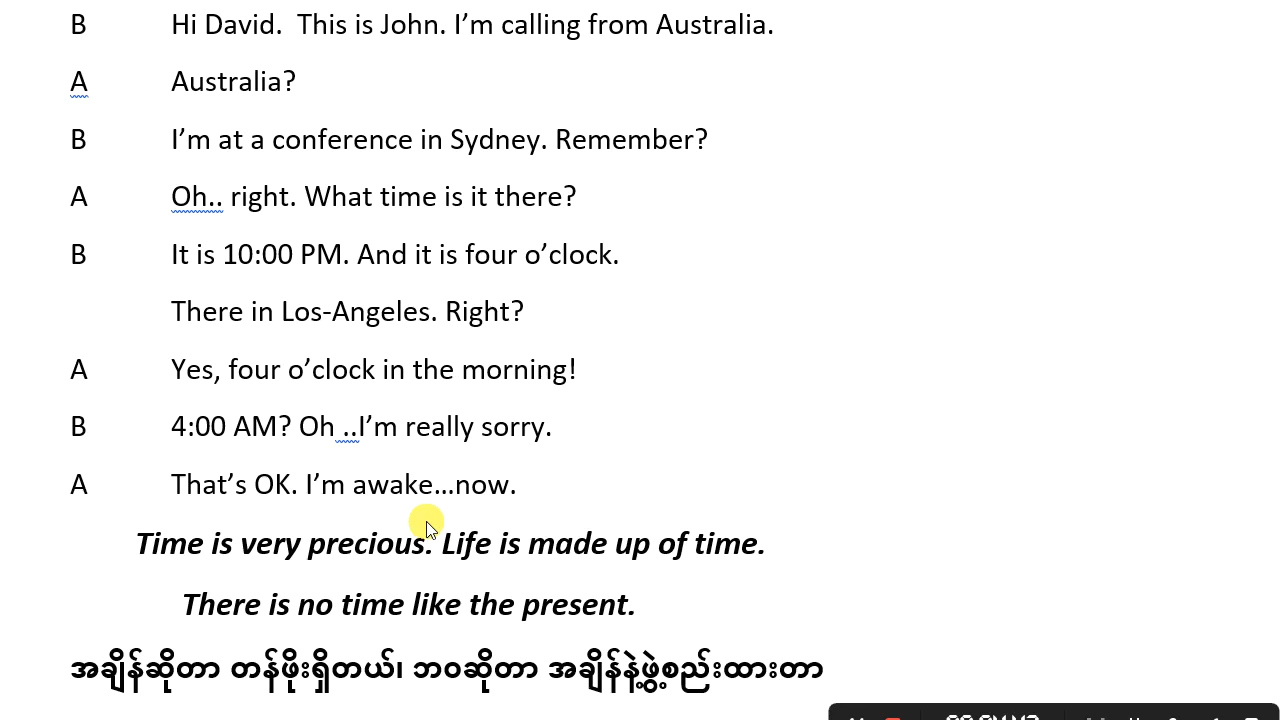 B Hi David. This is John. I’m calling from Australia.
A Australia?
B I’m at a conference in Sydney. Remember?
A Oh.. right. What time is it there?
B It is 10:00 PM. And it is four o’clock.
There in Los-Angeles. Right?
A Yes, four o’clock in the morning!
B 4:00 AM? Oh ..I’m really sorry.
A That’s OK. I’m awake…now.
Time is very precious. Life is made up of time.
There is no time like the present.
အချိန်ဆိုတာ တန်ဖိုးရှိတယ်၊ ဘဝဆိုတာ အချိန်နဲ့ဖွဲ့စည်းထားတာ